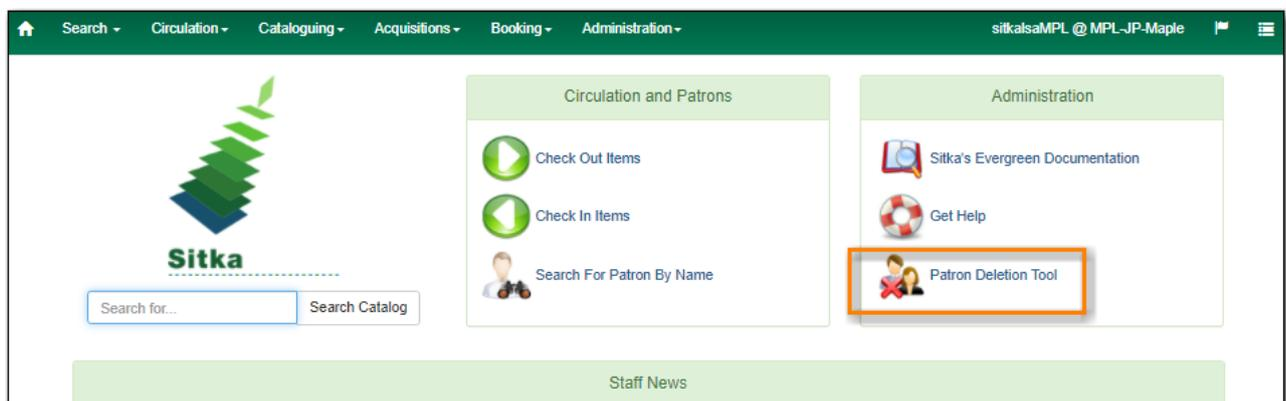 Search Circulation Cataloguing Acquisitions Booking Administration sitkalsaMPL @ MPL-JP-Maple
Sitka
Search for... Search Catalog
Circulation and Patrons
Check Out Items
Check In Items
Search For Patron By Name
Administration
Sitka's Evergreen Documentation
Get Help
Patron Deletion Tool
Staff News